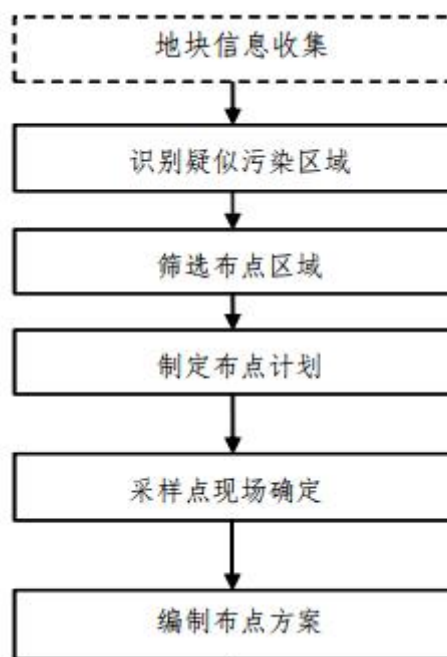 地块信息收集
识别疑似污染区域
筛选布点区域
制定布点计划
采样点现场确定
编制布点方案